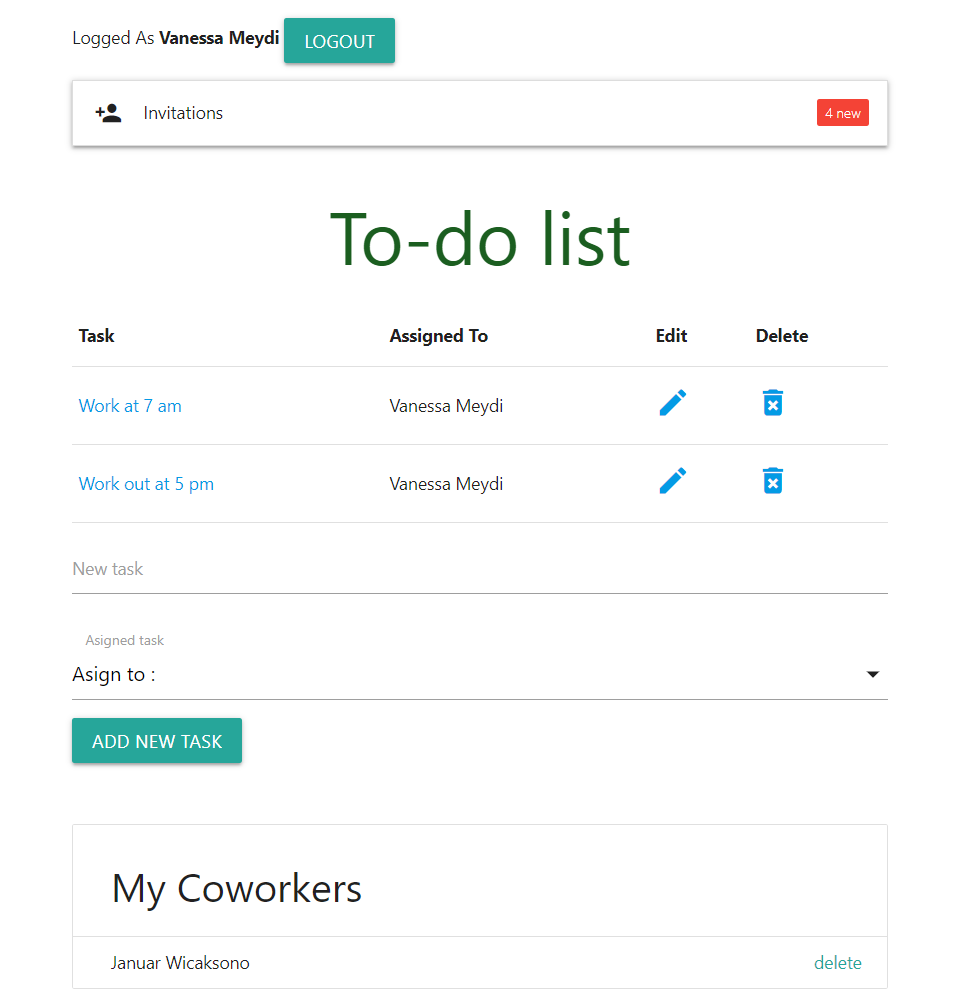 Logged As Vanessa Meydi LOGOUT
Invitations 4 new
To-do list
Task Assigned To Edit Delete
Work at 7 am Vanessa Meydi
Work out at 5 pm Vanessa Meydi
New task
Asigned task
Asign to :
ADD NEW TASK
My Coworkers
Januar Wicaksono delete